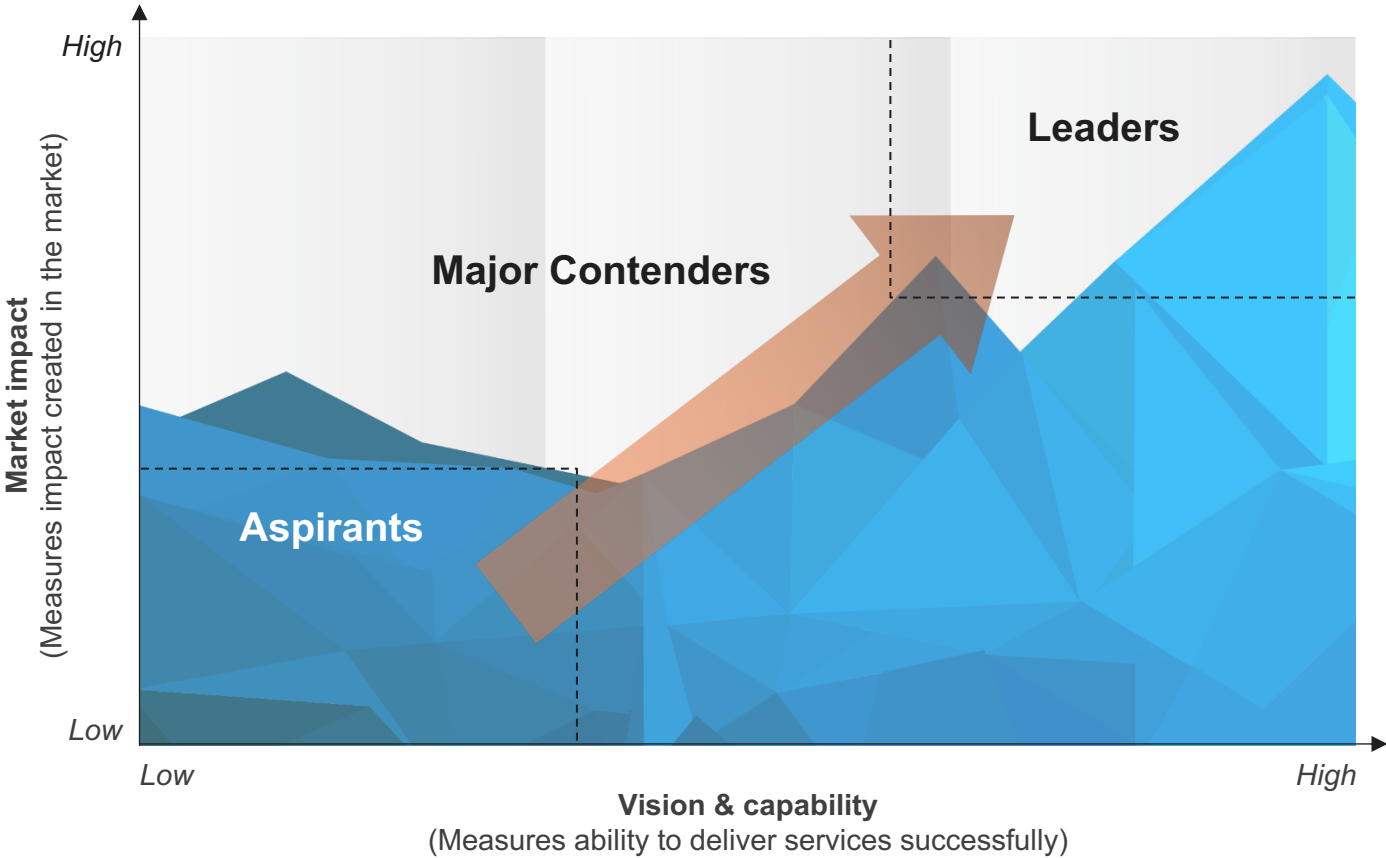 High
Leaders
Major Contenders
Market impact
(Measures impact created in the market)
Aspirants
Low
Low
High
Vision & capability
(Measures ability to deliver services successfully)